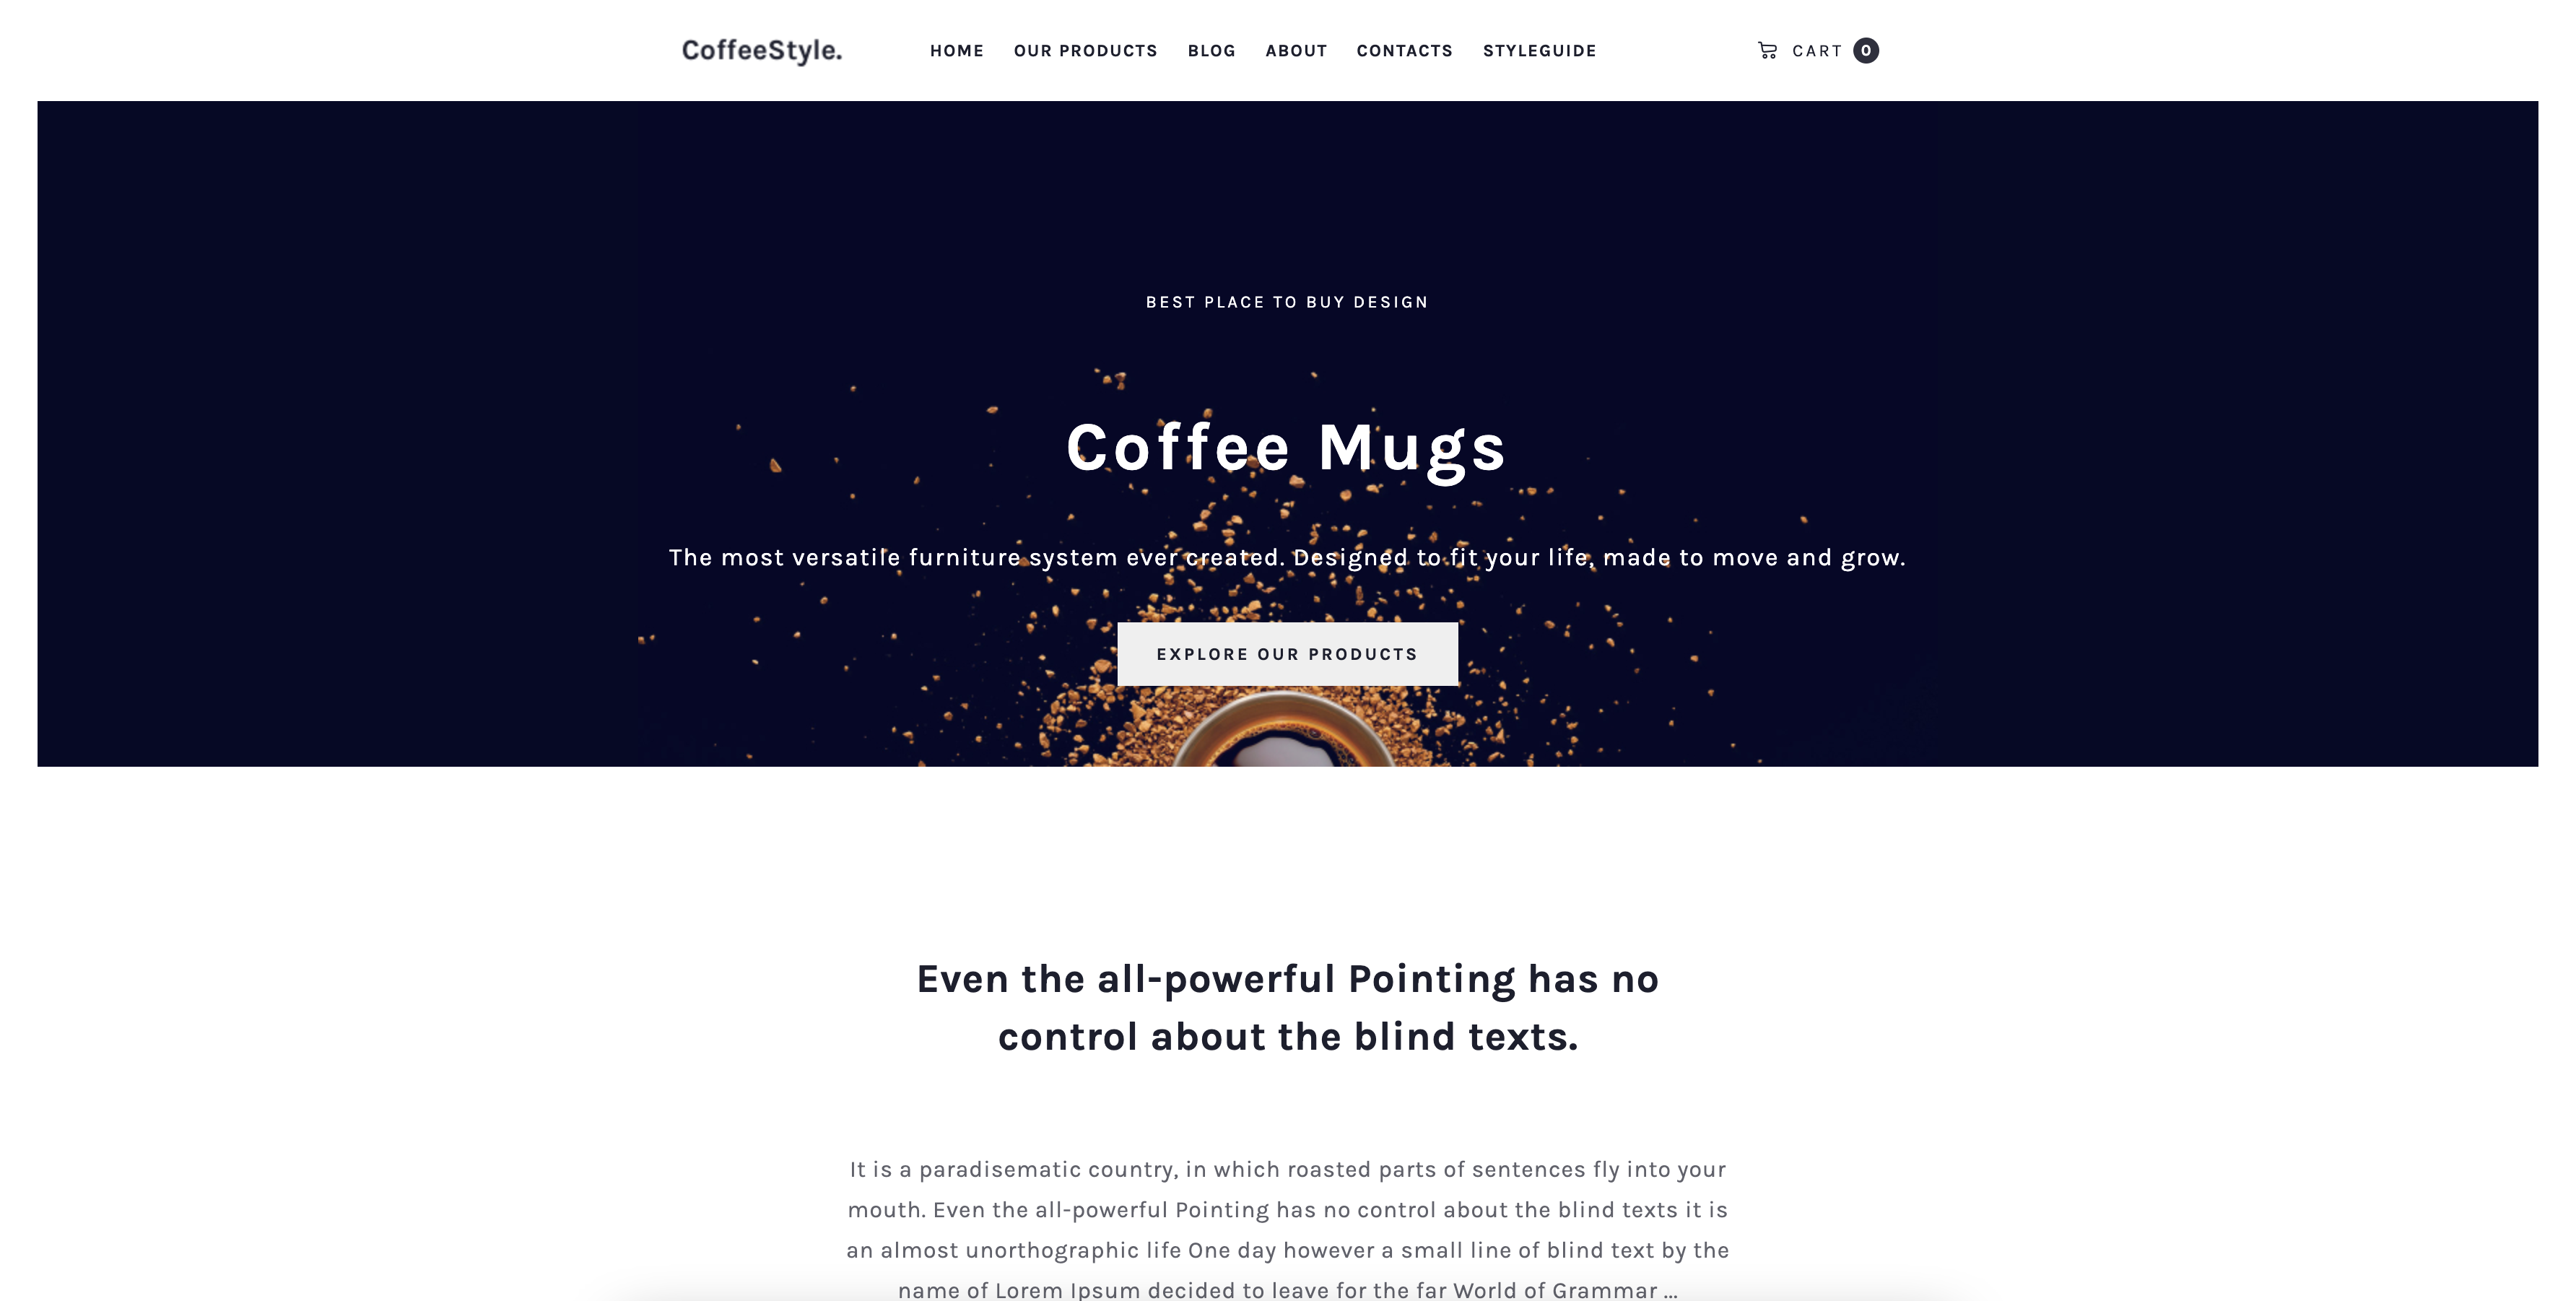 CoffeeStyle.
HOME OUR PRODUCTS BLOG ABOUT CONTACTS STYLEGUIDE
CART 0
BEST PLACE TO BUY DESIGN
Coffee Mugs
The most versatile furniture system ever created. Designed to fit your life, made to move and grow.
EXPLORE OUR PRODUCTS
Even the all-powerful Pointing has no
control about the blind texts.
It is a paradisematic country, in which roasted parts of sentences fly into your
mouth. Even the all-powerful Pointing has no control about the blind texts it is
an almost unorthographic life One day however a small line of blind text by the
name of Lorem Ipsum decided to leave for the far World of Grammar ...